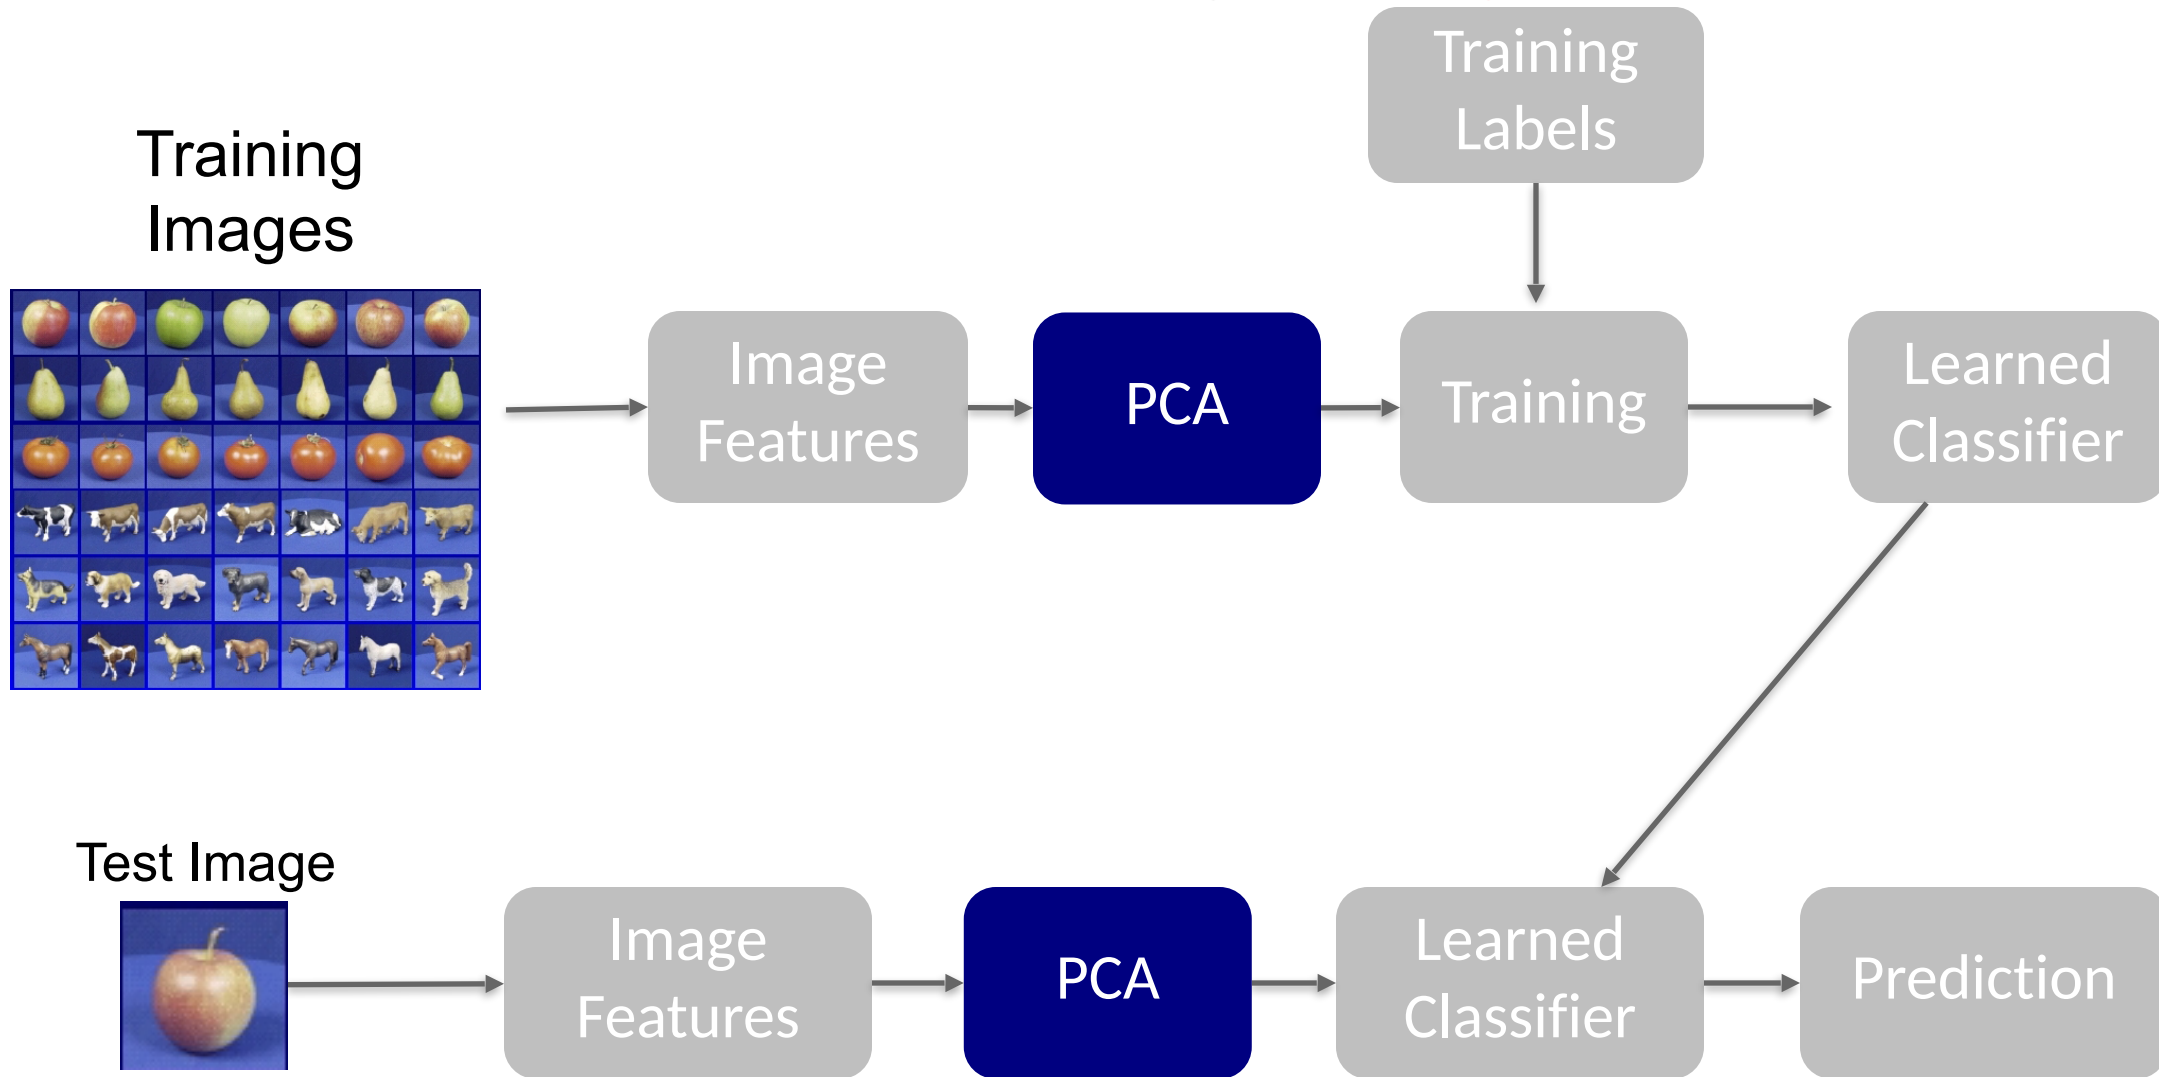 Training
Labels
Training
Images
Image
Features
PCA
Training
Learned
Classifier
Test Image
Image
Features
PCA
Learned
Classifier
Prediction